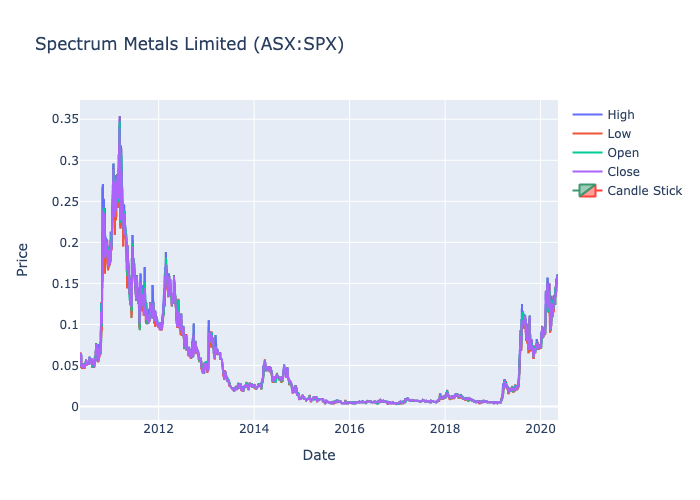 Spectrum Metals Limited (ASX:SPX)
0.35
0.3
0.25
0.2
0.15
0.1
0.05
0
2012
2014
2016
2018
2020
Date
Price
High
Low
Open
Close
Candle Stick